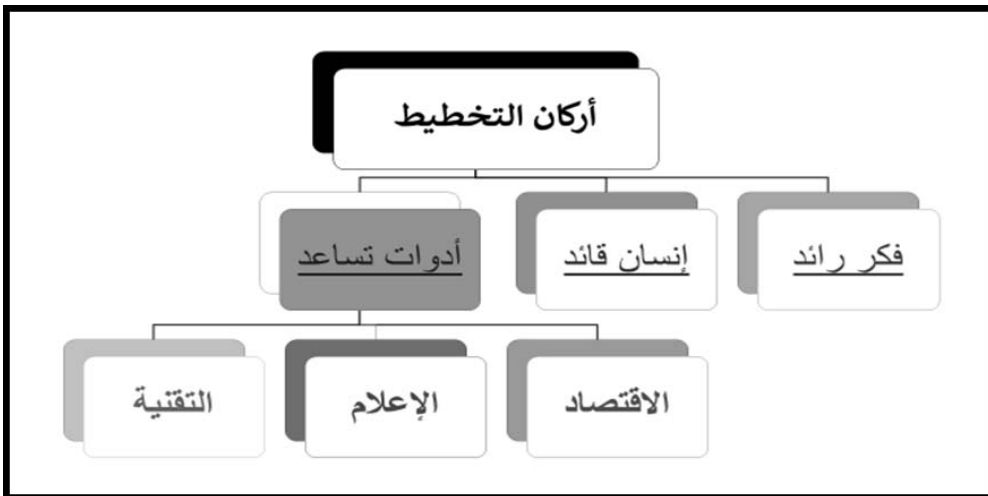 أركان التخطيط
فكر رائد
إنسان قائد
أدوات تساعد
الاقتصاد
الإعلام
التقنية